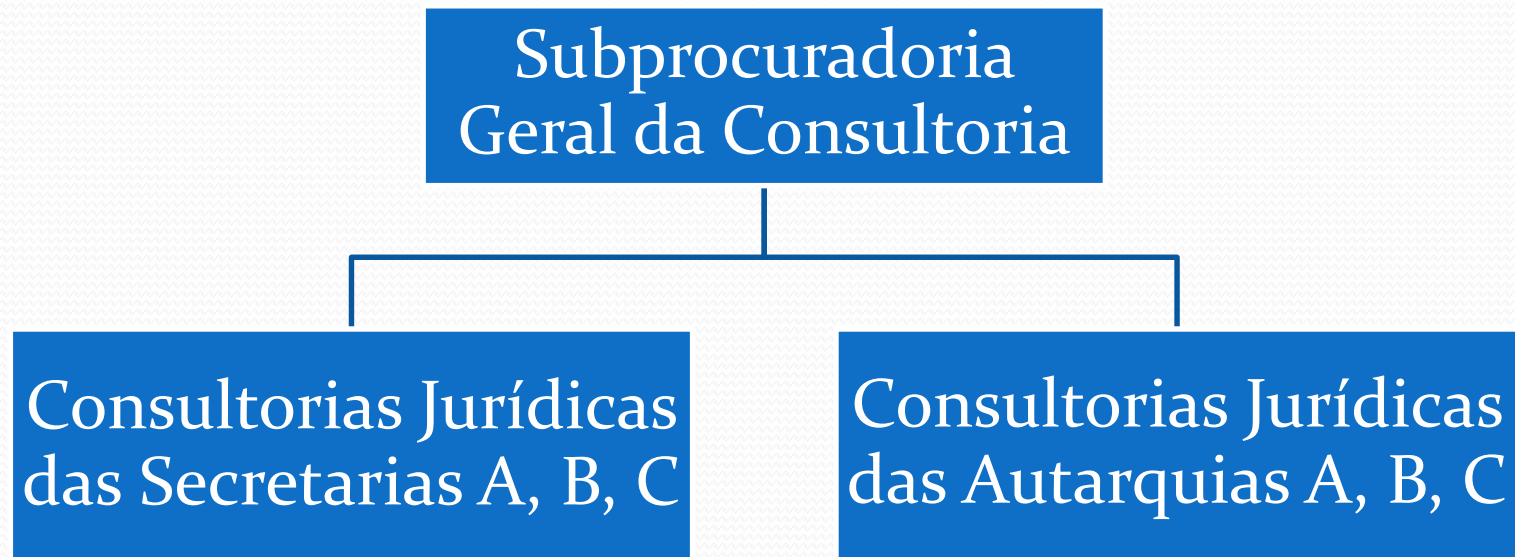 Subprocuradoria
Geral da Consultoria
Consultorias Jurídicas
das Secretarias A, B, C
Consultorias Jurídicas
das Autarquias A, B, C